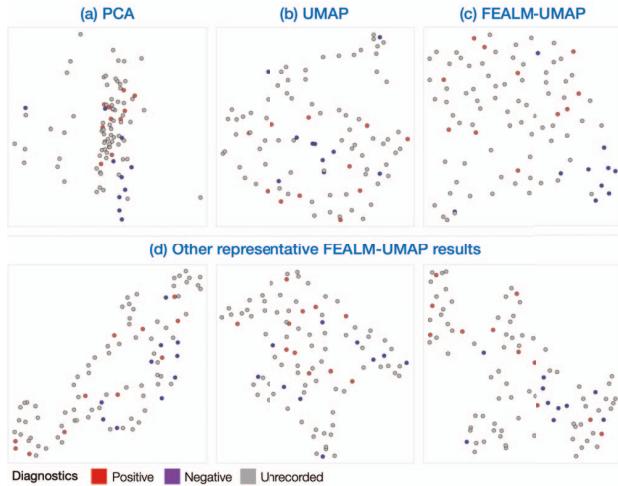 (a) PCA
(b) UMAP
(c) FEALM-UMAP
(d) Other representative FEALM-UMAP results
Diagnostics Positive Negative Unrecorded